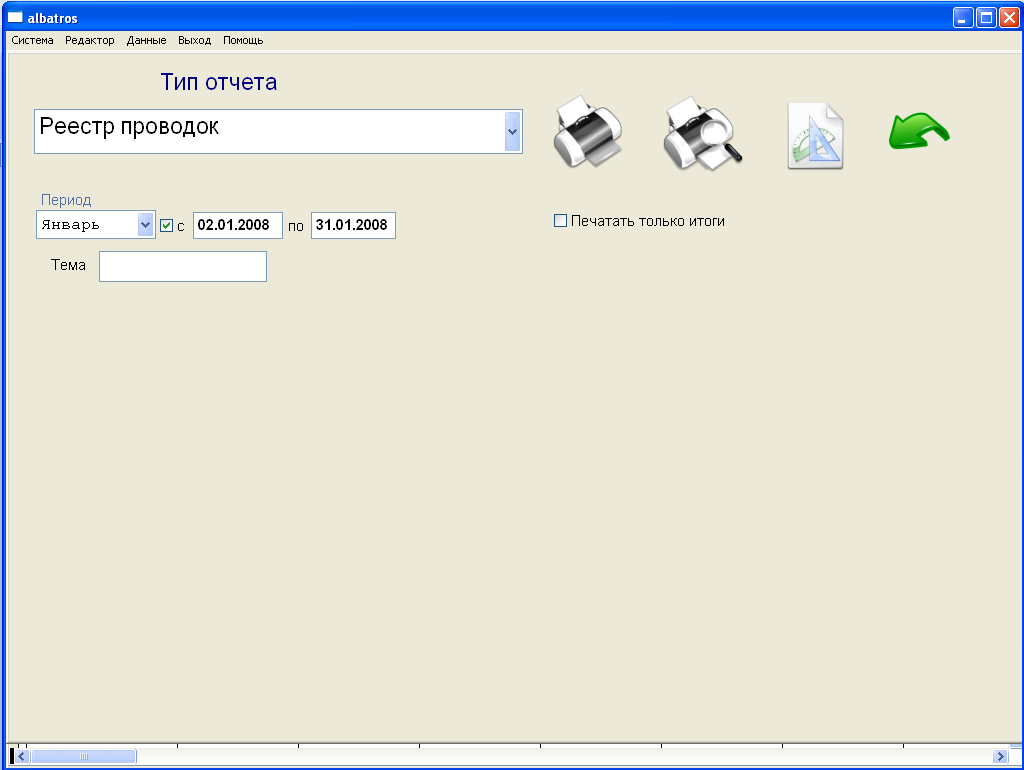 albatros
Система Редактор Данные Выход Помощь
Тип отчета
Реестр проводок
Период
Январь с 02.01.2008 по 31.01.2008
Печатать только итоги
Тема